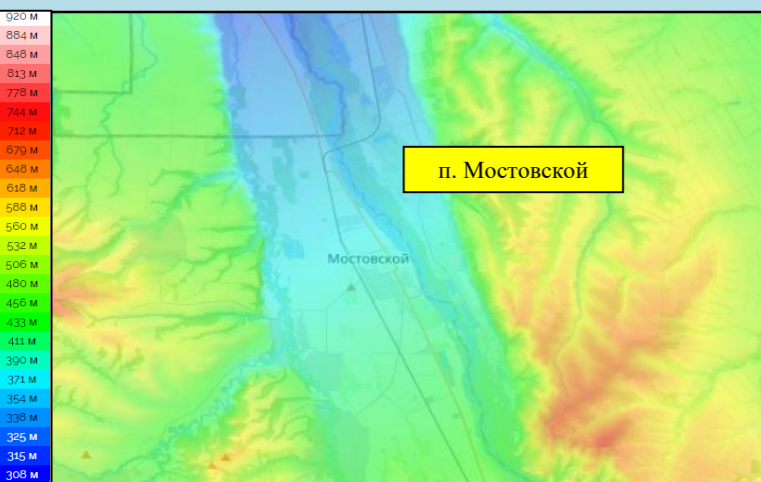 920 м
884 м
848 м
813 м
778 м
744 м
712 м
679 м
648 м
618 м
588 м
560 м
532 м
506 м
480 м
456 м
433 м
411 м
390 м
371 м
354 м
338 м
325 м
315 м
308 м
п. Мостовской
Мостовской